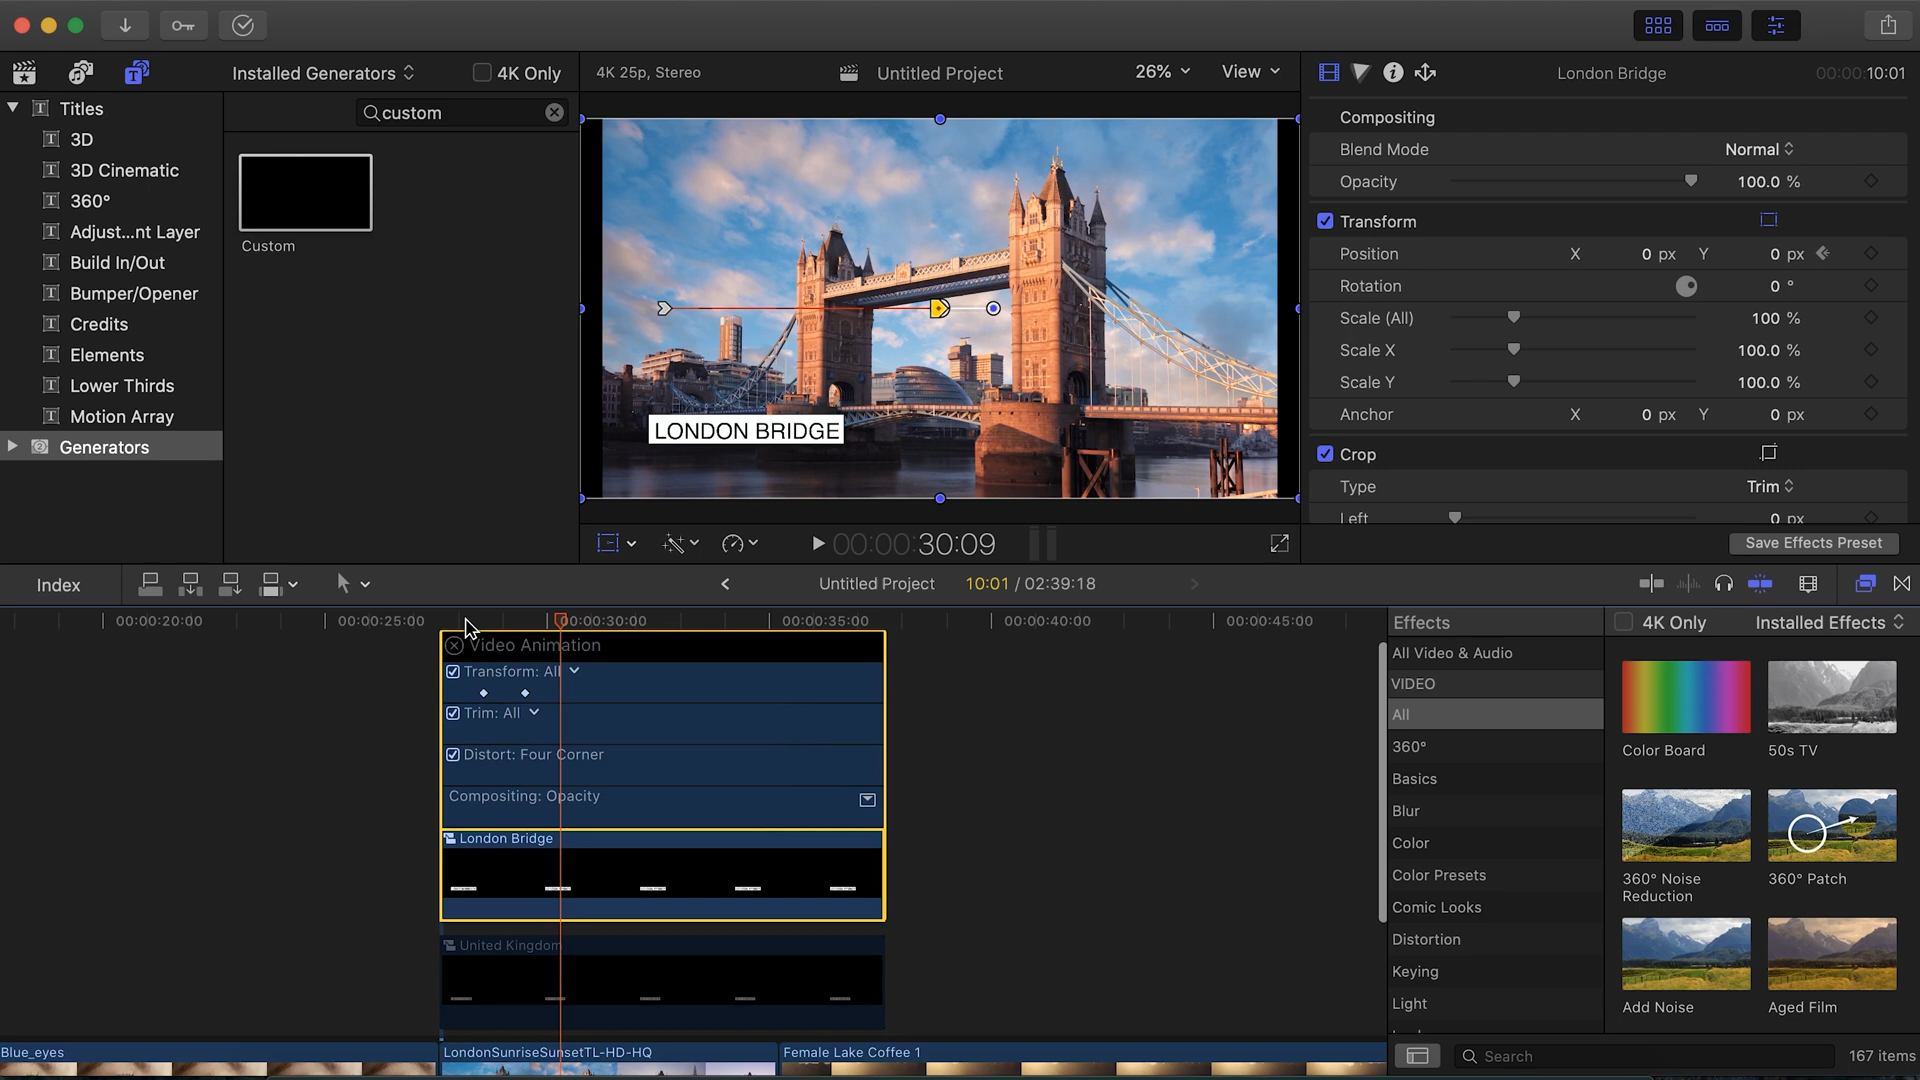 Installed Generators
4K Only
4K 25p, Stereo
Untitled Project
26%
View
London Bridge
00:00:10:01
Titles
3D
3D Cinematic
360°
Adjust...nt Layer
Build In/Out
Bumper/Opener
Credits
Elements
Lower Thirds
Motion Array
Generators
custom
Custom
LONDON BRIDGE
00:00:30:09
Compositing
Blend Mode Normal
Opacity 100.0 %
Transform
Position X 0 px Y 0 px
Rotation 0 °
Scale (All) 100 %
Scale X 100.0 %
Scale Y 100.0 %
Anchor X 0 px Y 0 px
Crop
Type Trim
Left 0 px
Save Effects Preset
Index
Untitled Project
10:01 / 02:39:18
00:00:20:00
00:00:25:00
00:00:30:00
00:00:35:00
00:00:40:00
00:00:45:00
Video Animation
Transform: All
Trim: All
Distort: Four Corner
Compositing: Opacity
London Bridge
United Kingdom
Blue_eyes
LondonSunriseSunsetTL-HD-HQ
Female Lake Coffee 1
Effects
4K Only
Installed Effects
All Video & Audio
VIDEO
All
360°
Basics
Blur
Color
Color Presets
Comic Looks
Distortion
Keying
Light
Color Board
50s TV
360° Noise
Reduction
360° Patch
Add Noise
Aged Film
Search
167 items